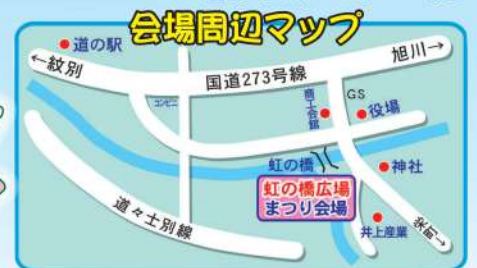 会場周辺マップ
道の駅
←紋別
旭川→
国道273号線
コンビニ
商工会館
GS
役場
虹の橋
神社
虹の橋広場
まつり会場
道々士別線
井上産業